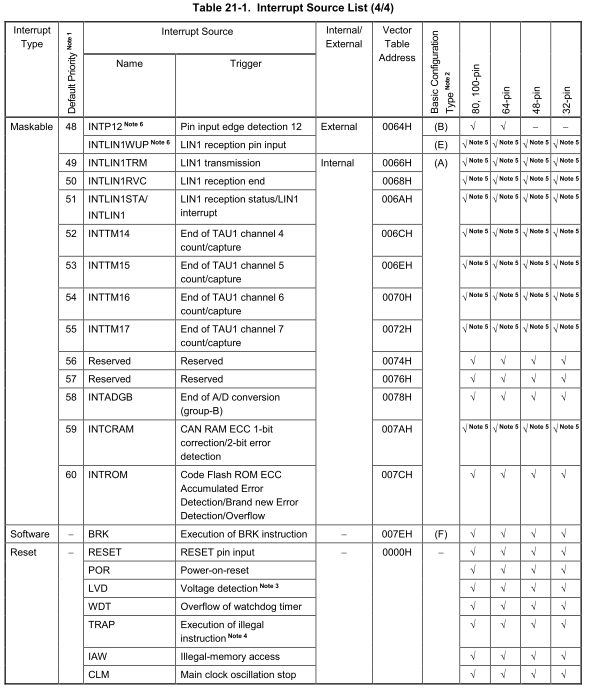 Table 21-1. Interrupt Source List (4/4)
Interrupt Type | Default Priority Note 1 | Interrupt Source | Internal/ External | Vector Table Address | Basic Configuration Type Note 2 | 80, 100-pin | 64-pin | 48-pin | 32-pin
Name | Trigger
Maskable | 48 | INTP12 Note 6 | Pin input edge detection 12 | External | 0064H | (B) | √ | √ | – | –
INTLIN1WUP Note 6 | LIN1 reception pin input | (E) | √ Note 5 | √ Note 5 | √ Note 5 | √ Note 5
49 | INTLIN1TRM | LIN1 transmission | Internal | 0066H | (A) | √ Note 5 | √ Note 5 | √ Note 5 | √ Note 5
50 | INTLIN1RVC | LIN1 reception end | 0068H | √ Note 5 | √ Note 5 | √ Note 5 | √ Note 5
51 | INTLIN1STA/ INTLIN1 | LIN1 reception status/LIN1 interrupt | 006AH | √ Note 5 | √ Note 5 | √ Note 5 | √ Note 5
52 | INTTM14 | End of TAU1 channel 4 count/capture | 006CH | √ Note 5 | √ Note 5 | √ Note 5 | √ Note 5
53 | INTTM15 | End of TAU1 channel 5 count/capture | 006EH | √ Note 5 | √ Note 5 | √ Note 5 | √ Note 5
54 | INTTM16 | End of TAU1 channel 6 count/capture | 0070H | √ Note 5 | √ Note 5 | √ Note 5 | √ Note 5
55 | INTTM17 | End of TAU1 channel 7 count/capture | 0072H | √ Note 5 | √ Note 5 | √ Note 5 | √ Note 5
56 | Reserved | Reserved | 0074H | √ | √ | √ | √
57 | Reserved | Reserved | 0076H | √ | √ | √ | √
58 | INTADGB | End of A/D conversion (group-B) | 0078H | √ | √ | √ | √
59 | INTCRAM | CAN RAM ECC 1-bit correction/2-bit error detection | 007AH | √ Note 5 | √ Note 5 | √ Note 5 | √ Note 5
60 | INTROM | Code Flash ROM ECC Accumulated Error Detection/Brand new Error Detection/Overflow | 007CH | √ | √ | √ | √
Software | – | BRK | Execution of BRK instruction | – | 007EH | (F) | √ | √ | √ | √
Reset | – | RESET | RESET pin input | – | 0000H | – | √ | √ | √ | √
POR | Power-on-reset | √ | √ | √ | √
LVD | Voltage detection Note 3 | √ | √ | √ | √
WDT | Overflow of watchdog timer | √ | √ | √ | √
TRAP | Execution of illegal instruction Note 4 | √ | √ | √ | √
IAW | Illegal-memory access | √ | √ | √ | √
CLM | Main clock oscillation stop | √ | √ | √ | √